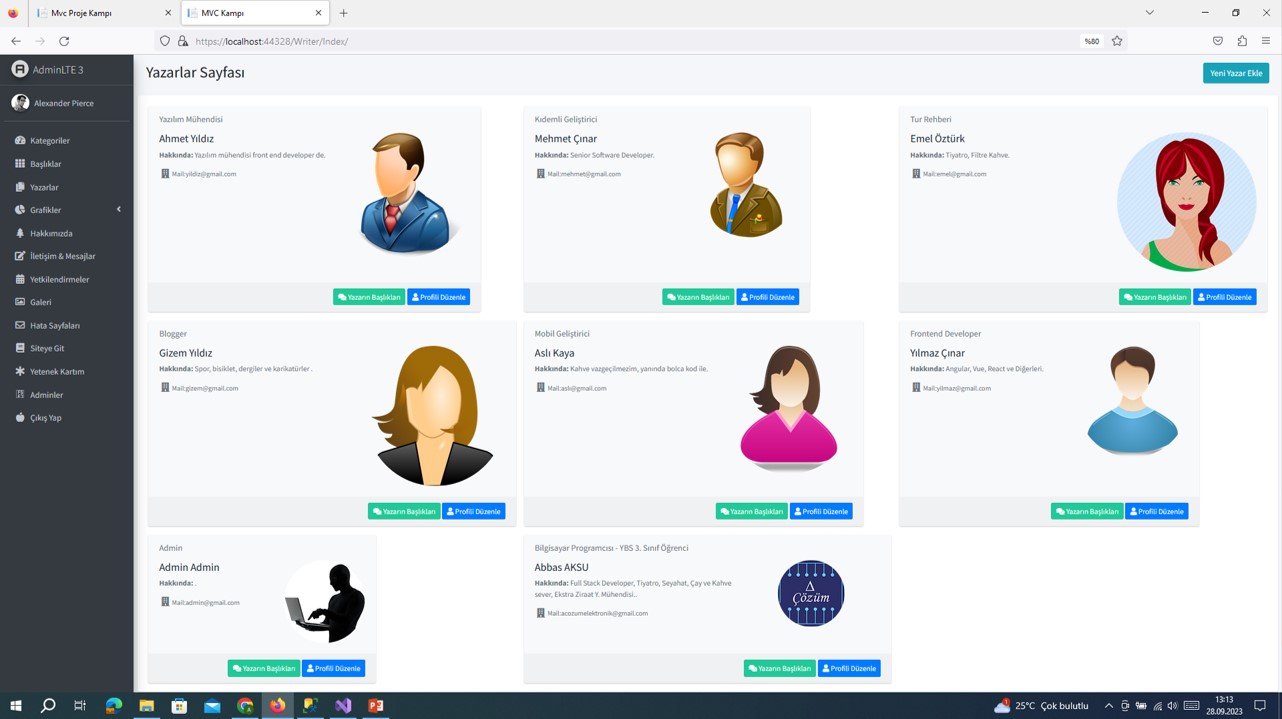 Mvc Proje Kampı
MVC Kampı
https://localhost:44328/Writer/Index/
%80
AdminLTE 3
Alexander Pierce
Kategoriler
Başlıklar
Yazarlar
Grafikler
Hakkımızda
İletişim & Mesajlar
Yetkilendirmeler
Galeri
Hata Sayfaları
Siteye Git
Yetenek Kartım
Adminler
Çıkış Yap
Yazarlar Sayfası
Yeni Yazar Ekle
Yazılım Mühendisi
Ahmet Yıldız
Hakkında: Yazılım mühendisi front end developer de.
Mail:yildiz@gmail.com
Yazarın Başlıkları
Profili Düzenle
Kıdemli Geliştirici
Mehmet Çınar
Hakkında: Senior Software Developer.
Mail:mehmet@gmail.com
Yazarın Başlıkları
Profili Düzenle
Tur Rehberi
Emel Öztürk
Hakkında: Tiyatro, Filtre Kahve.
Mail:emel@gmail.com
Yazarın Başlıkları
Profili Düzenle
Blogger
Gizem Yıldız
Hakkında: Spor, bisiklet, dergiler ve karikatürler .
Mail:gizem@gmail.com
Yazarın Başlıkları
Profili Düzenle
Mobil Geliştirici
Aslı Kaya
Hakkında: Kahve vazgeçilmezim, yanında bolca kod ile.
Mail:aslı@gmail.com
Yazarın Başlıkları
Profili Düzenle
Frontend Developer
Yılmaz Çınar
Hakkında: Angular, Vue, React ve Diğerleri.
Mail:yilmaz@gmail.com
Yazarın Başlıkları
Profili Düzenle
Admin
Admin Admin
Hakkında: .
Mail:admin@gmail.com
Yazarın Başlıkları
Profili Düzenle
Bilgisayar Programcısı - YBS 3. Sınıf Öğrenci
Abbas AKSU
Hakkında: Full Stack Developer, Tiyatro, Seyahat, Çay ve Kahve
sever, Ekstra Ziraat Y. Mühendisi..
Mail:acozumelektronik@gmail.com
Δ
Çözüm
Yazarın Başlıkları
Profili Düzenle
25°C Çok bulutlu
13:13
28.09.2023